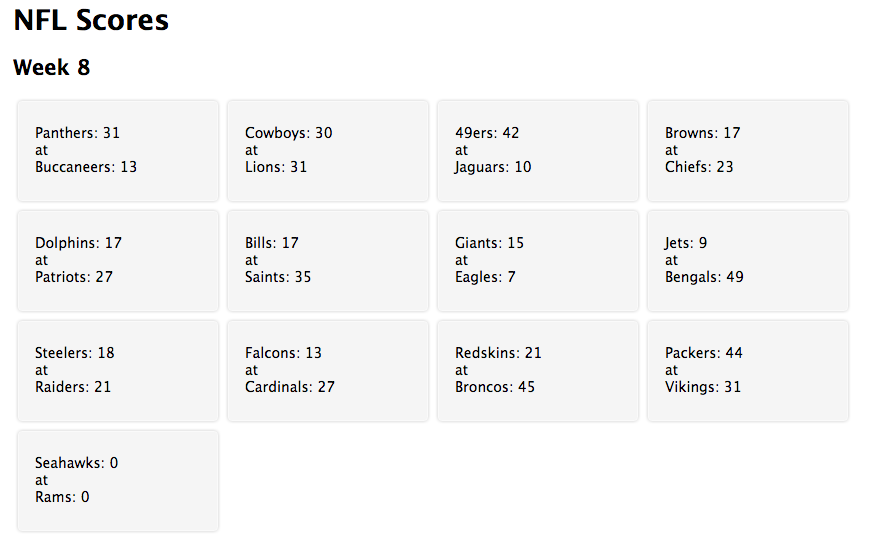 NFL Scores
Week 8
Panthers: 31
at
Buccaneers: 13
Cowboys: 30
at
Lions: 31
49ers: 42
at
Jaguars: 10
Browns: 17
at
Chiefs: 23
Dolphins: 17
at
Patriots: 27
Bills: 17
at
Saints: 35
Giants: 15
at
Eagles: 7
Jets: 9
at
Bengals: 49
Steelers: 18
at
Raiders: 21
Falcons: 13
at
Cardinals: 27
Redskins: 21
at
Broncos: 45
Packers: 44
at
Vikings: 31
Seahawks: 0
at
Rams: 0